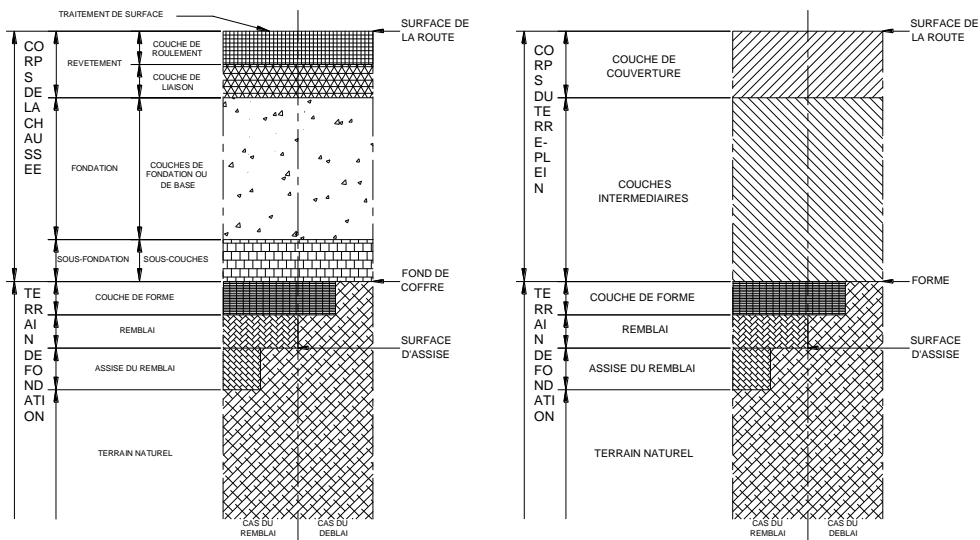 TRAITEMENT DE SURFACE
SURFACE DE
LA ROUTE
CO
RPS
DE
LA
CH
AUS
SEE
REVETEMENT
COUCHE DE
ROULEMENT
COUCHE DE
LIAISON
FONDATION
COUCHES DE
FONDATION OU
DE BASE
SOUS-FONDATION
SOUS-COUCHES
FOND DE
COFFRE
TE
RR
AI
N
DE
FO
ND
ATI
ON
COUCHE DE FORME
REMBLAI
SURFACE
D'ASSISE
ASSISE DU REMBLAI
TERRAIN NATUREL
CAS DU
REMBLAI
CAS DU
DEBLAI
SURFACE DE
LA ROUTE
CO
RP
S
DU
TE
RR
E-
PL
EI
N
COUCHE DE
COUVERTURE
COUCHES
INTERMEDIAIRES
FORME
TE
RR
AI
N
DE
FO
ND
ATI
ON
COUCHE DE FORME
REMBLAI
SURFACE
D'ASSISE
ASSISE DU REMBLAI
TERRAIN NATUREL
CAS DU
REMBLAI
CAS DU
DEBLAI